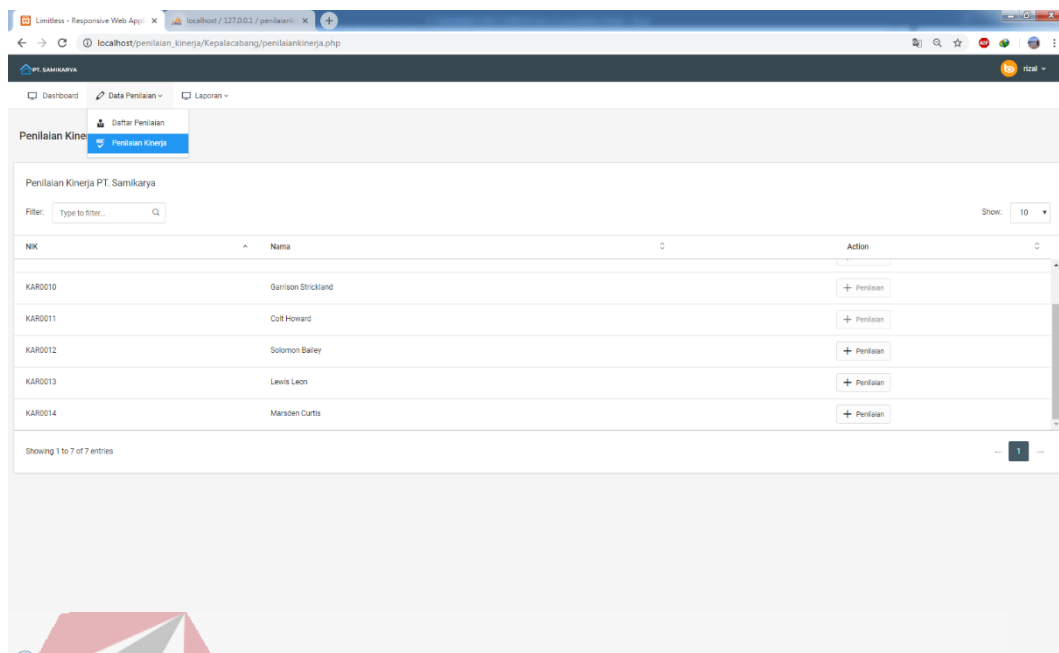 Limitless - Responsive Web Appl
localhost / 127.0.0.1 / penilaianki
localhost/penilaian_kinerja/Kepalacabang/penilaiankinerja.php
PT. SAMIKARYA
rizal
Dashboard Data Penilaian Laporan
Daftar Penilaian
Penilaian Kinerja
Penilaian Kine
Penilaian Kinerja PT. Samikarya
Filter: Type to filter... Show: 10
NIK Nama Action
KAR0010 Garrison Strickland + Penilaian
KAR0011 Colt Howard + Penilaian
KAR0012 Solomon Bailey + Penilaian
KAR0013 Lewis Leon + Penilaian
KAR0014 Marsden Curtis + Penilaian
Showing 1 to 7 of 7 entries ← 1 →